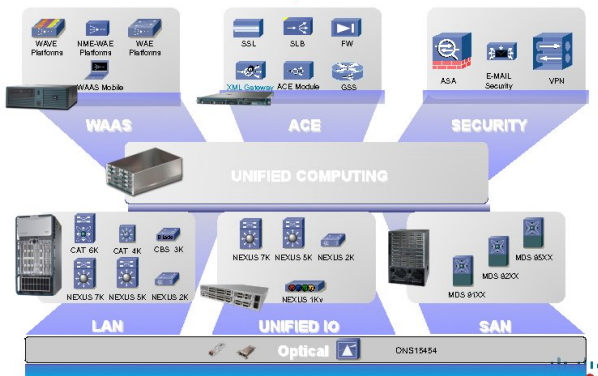 WAVE Platforms
NME-WAE Platforms
WAE Platforms
WAAS Mobile
SSL
SLB
FW
XML Gateway
ACE Module
GSS
ASA
E-MAIL Security
VPN
WAAS
ACE
SECURITY
UNIFIED COMPUTING
CAT 6K
CAT 4K
Blade
CBS 3K
NEXUS 7K
NEXUS 5K
NEXUS 2K
NEXUS 7K
NEXUS 5K
NEXUS 2K
NEXUS 1Kv
MDS 95XX
MDS 92XX
MDS 91XX
LAN
UNIFIED IO
SAN
Optical
ONS15454